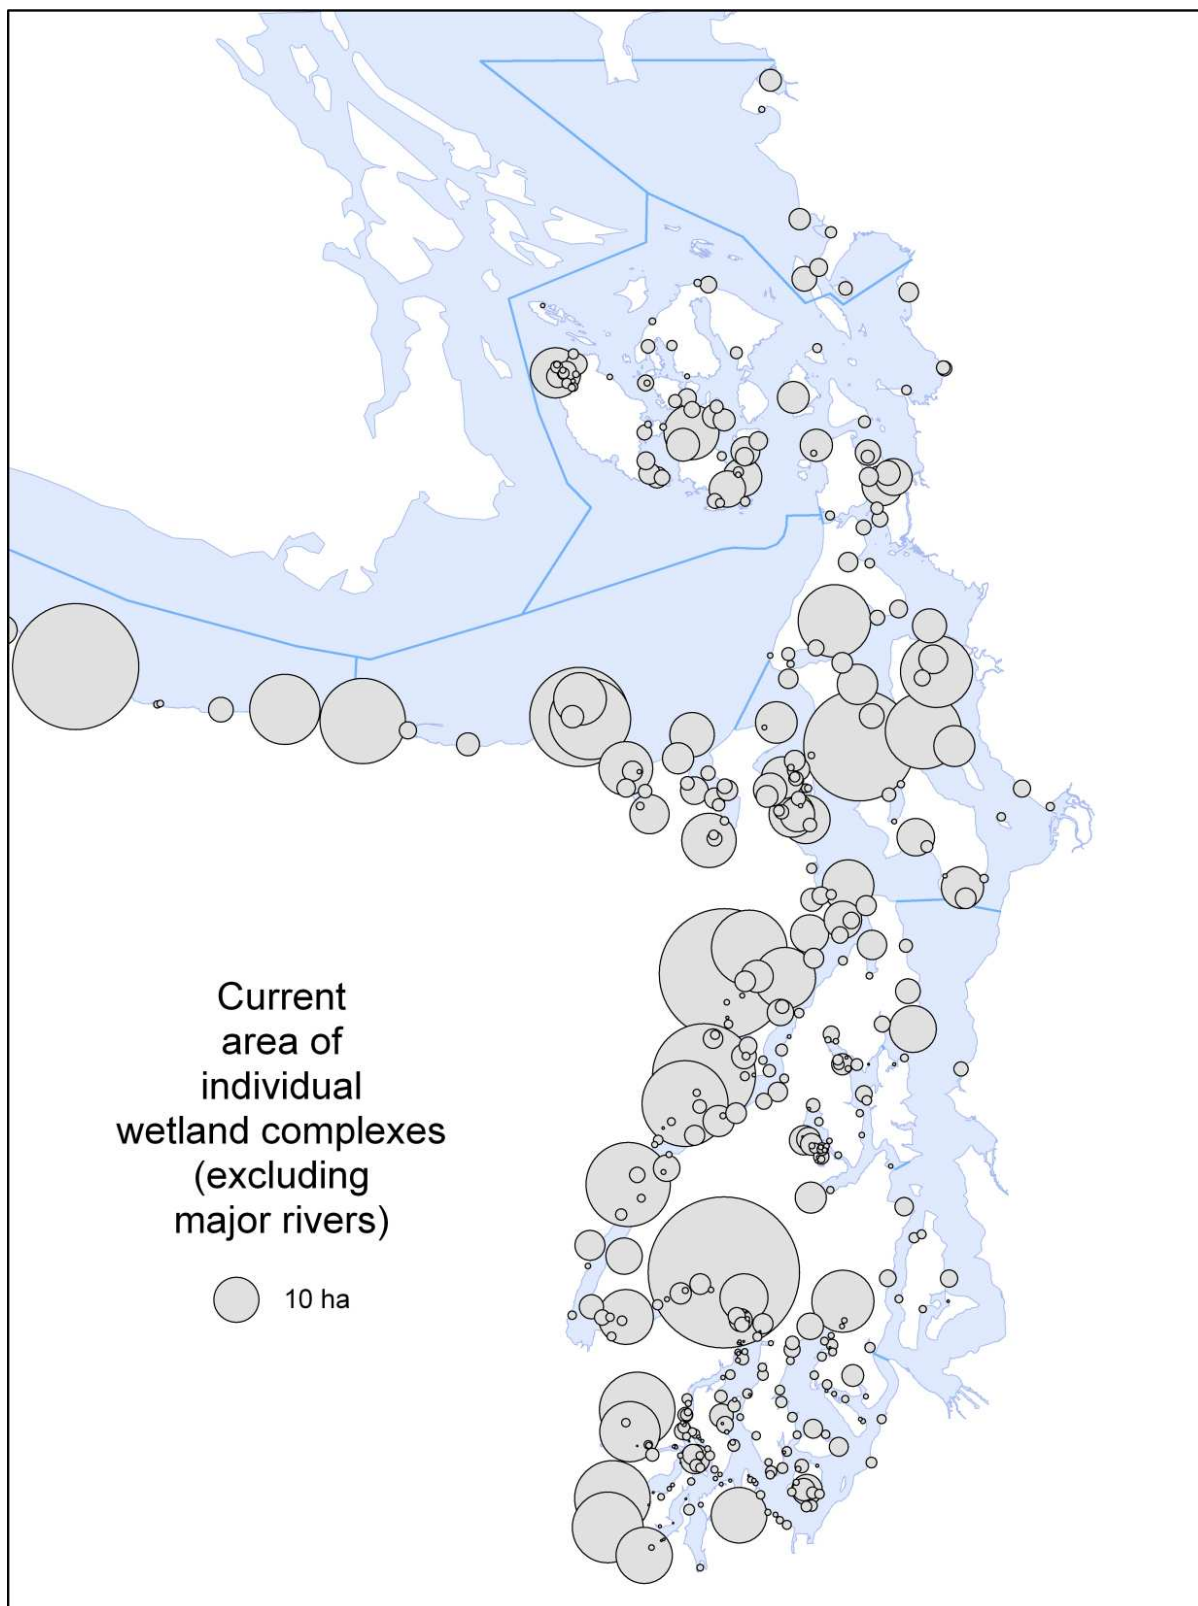 Current
area of
individual
wetland complexes
(excluding
major rivers)
10 ha